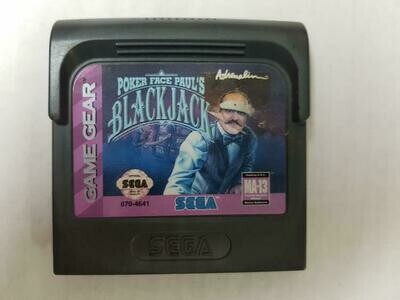 Adrenalin
POKER FACE PAUL'S
BLACKJACK
GAME GEAR
SEGA
670-4641
SEGA
MA-13
SEGA